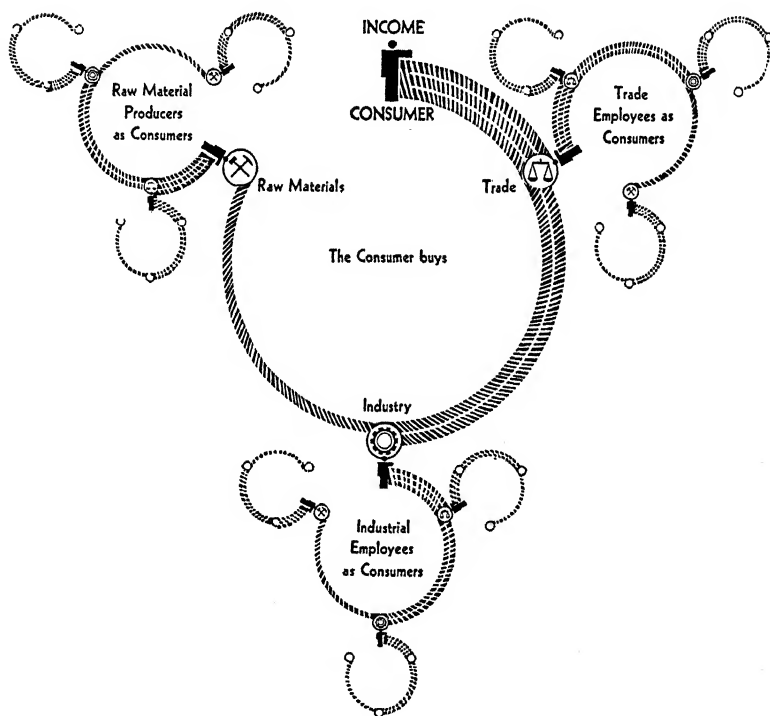 INCOME
CONSUMER
Raw Material
Producers
as Consumers
Trade
Employees as
Consumers
Raw Materials
Trade
The Consumer buys
Industry
Industrial
Employees
as Consumers